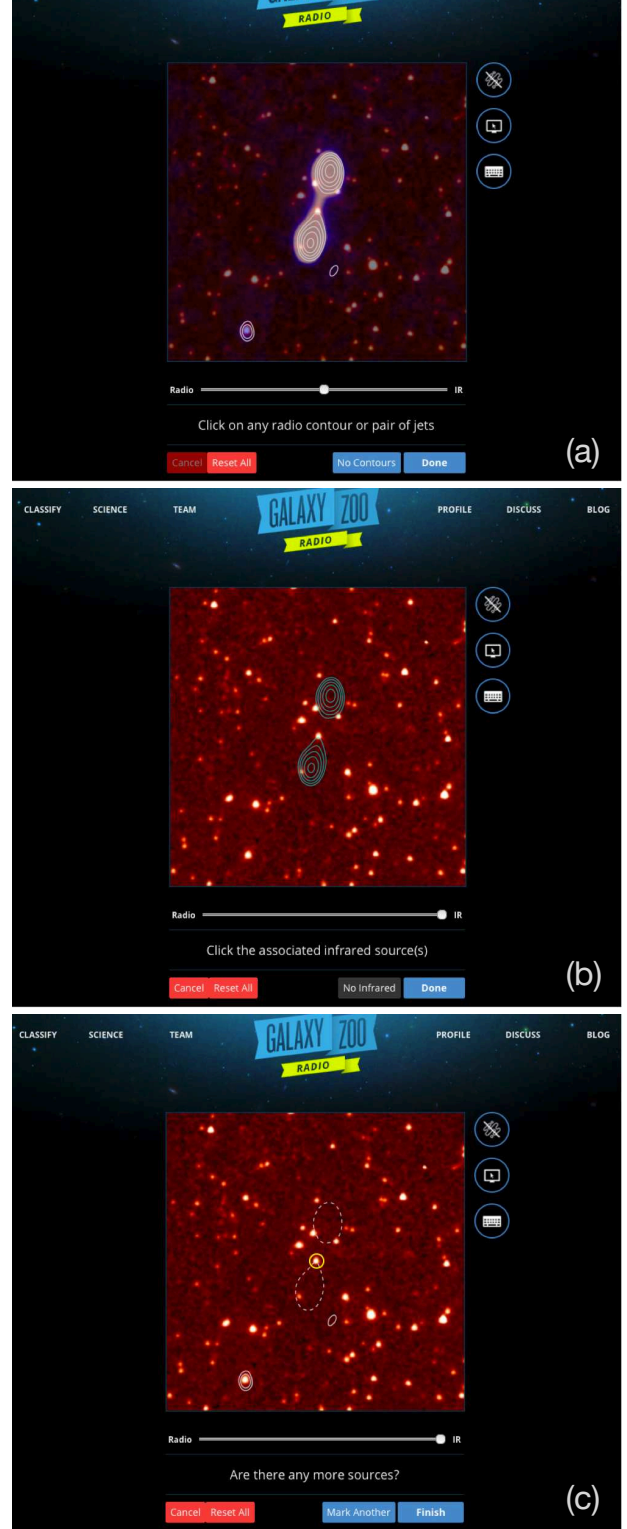 RADIO
Radio IR
Click on any radio contour or pair of jets
Cancel Reset All No Contours Done
(a)
CLASSIFY SCIENCE TEAM GALAXY ZOO PROFILE DISCUSS BLOG
RADIO
Radio IR
Click the associated infrared source(s)
Cancel Reset All No Infrared Done
(b)
CLASSIFY SCIENCE TEAM GALAXY ZOO PROFILE DISCUSS BLOG
RADIO
Radio IR
Are there any more sources?
Cancel Reset All Mark Another Finish
(c)